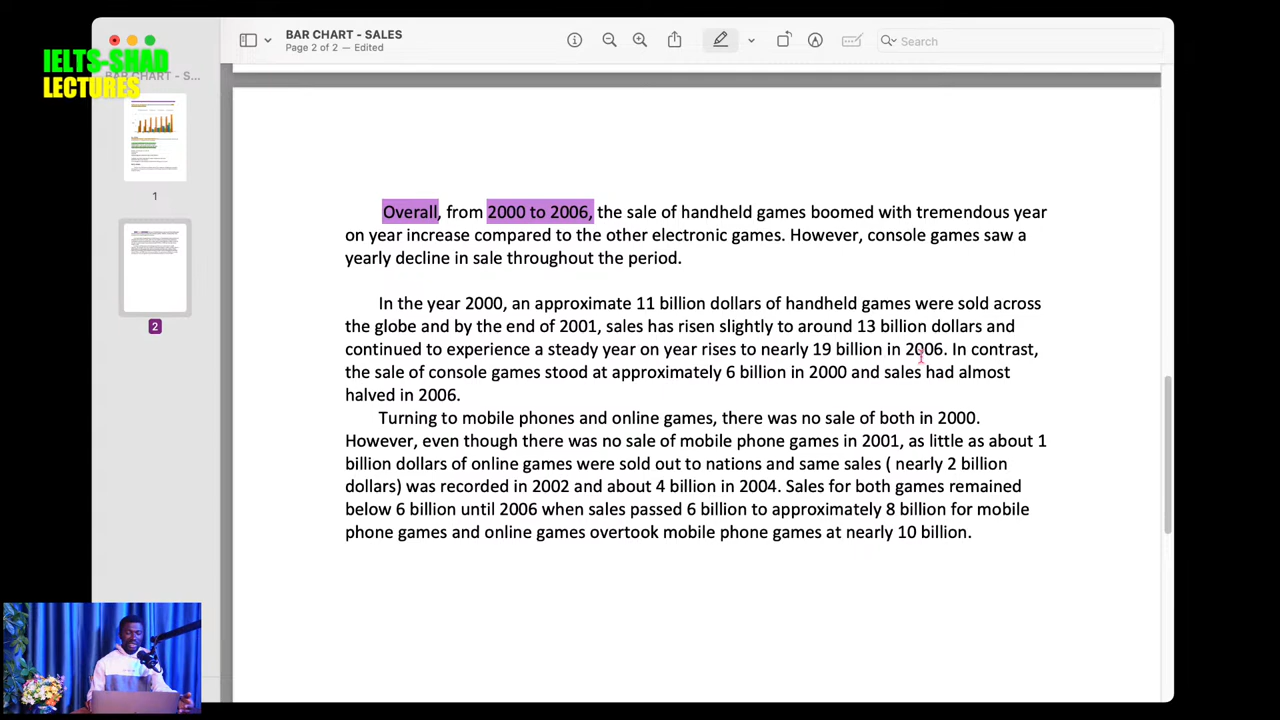 BAR CHART - SALES
Page 2 of 2 — Edited
Search
IELTS-SHAD
LECTURES
BAR CHART - S...
1
2
Overall, from 2000 to 2006, the sale of handheld games boomed with tremendous year
on year increase compared to the other electronic games. However, console games saw a
yearly decline in sale throughout the period.
In the year 2000, an approximate 11 billion dollars of handheld games were sold across
the globe and by the end of 2001, sales has risen slightly to around 13 billion dollars and
continued to experience a steady year on year rises to nearly 19 billion in 2006. In contrast,
the sale of console games stood at approximately 6 billion in 2000 and sales had almost
halved in 2006.
Turning to mobile phones and online games, there was no sale of both in 2000.
However, even though there was no sale of mobile phone games in 2001, as little as about 1
billion dollars of online games were sold out to nations and same sales ( nearly 2 billion
dollars) was recorded in 2002 and about 4 billion in 2004. Sales for both games remained
below 6 billion until 2006 when sales passed 6 billion to approximately 8 billion for mobile
phone games and online games overtook mobile phone games at nearly 10 billion.